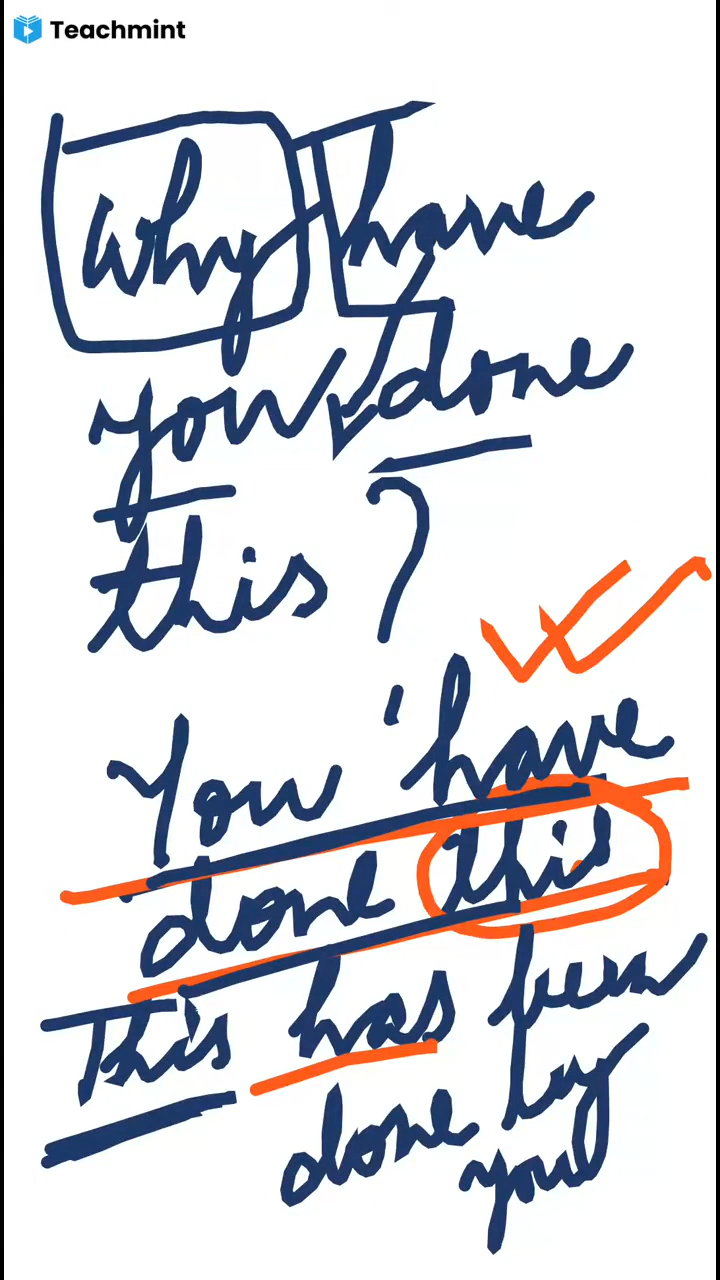 Teachmint
Why have
you done
this ?
You have
done this
This has been
done by
you